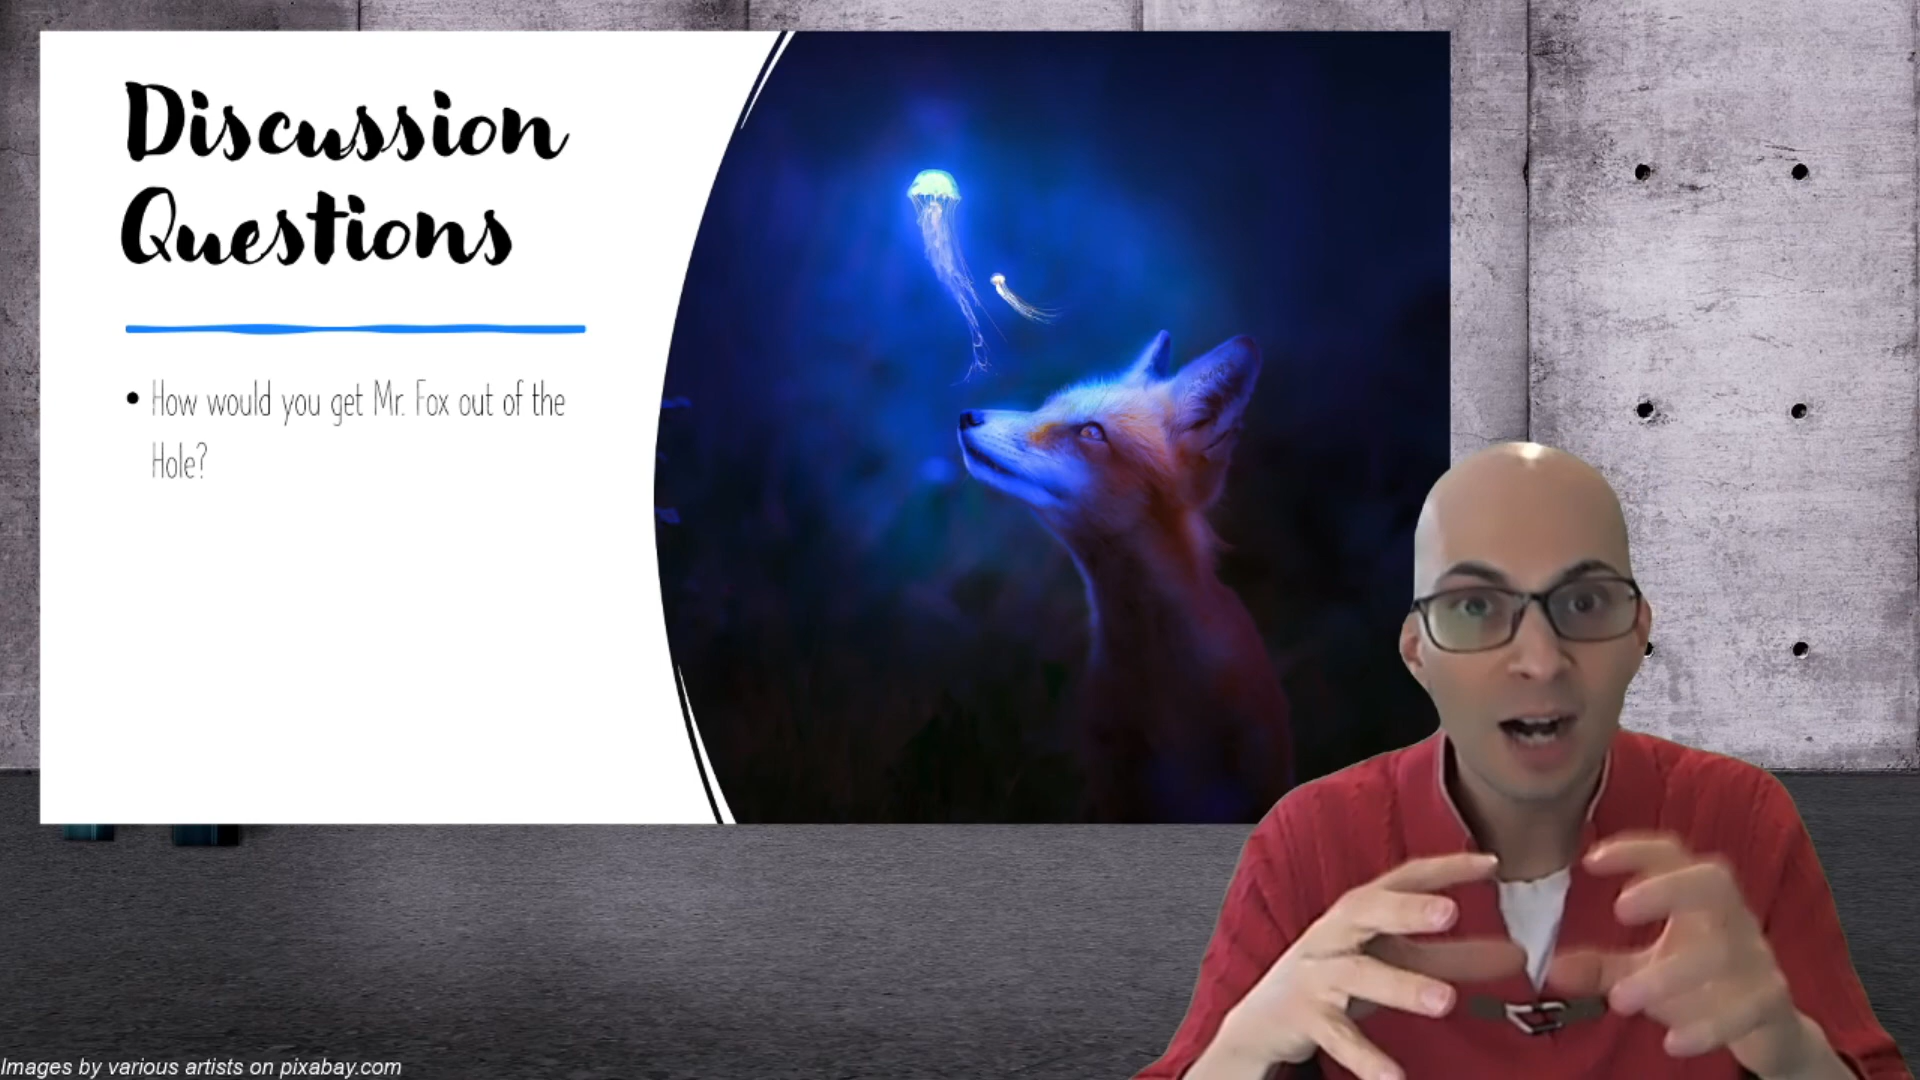 Discussion
Questions
• How would you get Mr. Fox out of the
Hole?
Images by various artists on pixabay.com